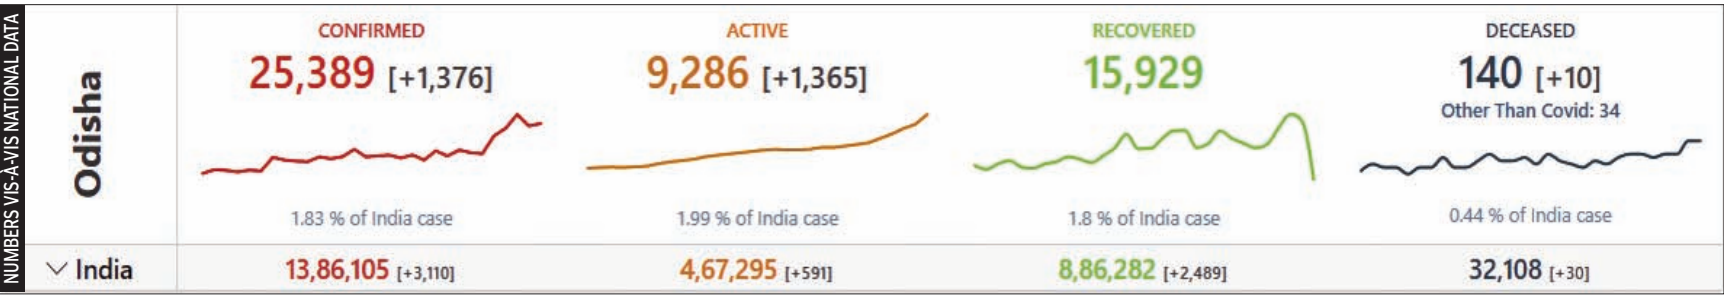 NUMBERS VIS-À-VIS NATIONAL DATA
Odisha
CONFIRMED
25,389 [+1,376]
1.83 % of India case
ACTIVE
9,286 [+1,365]
1.99 % of India case
RECOVERED
15,929
1.8 % of India case
DECEASED
140 [+10]
Other Than Covid: 34
0.44 % of India case
India
13,86,105 [+3,110]
4,67,295 [+591]
8,86,282 [+2,489]
32,108 [+30]